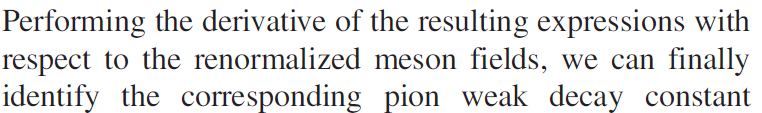 Performing the derivative of the resulting expressions with
respect to the renormalized meson fields, we can finally
identify the corresponding pion weak decay constant